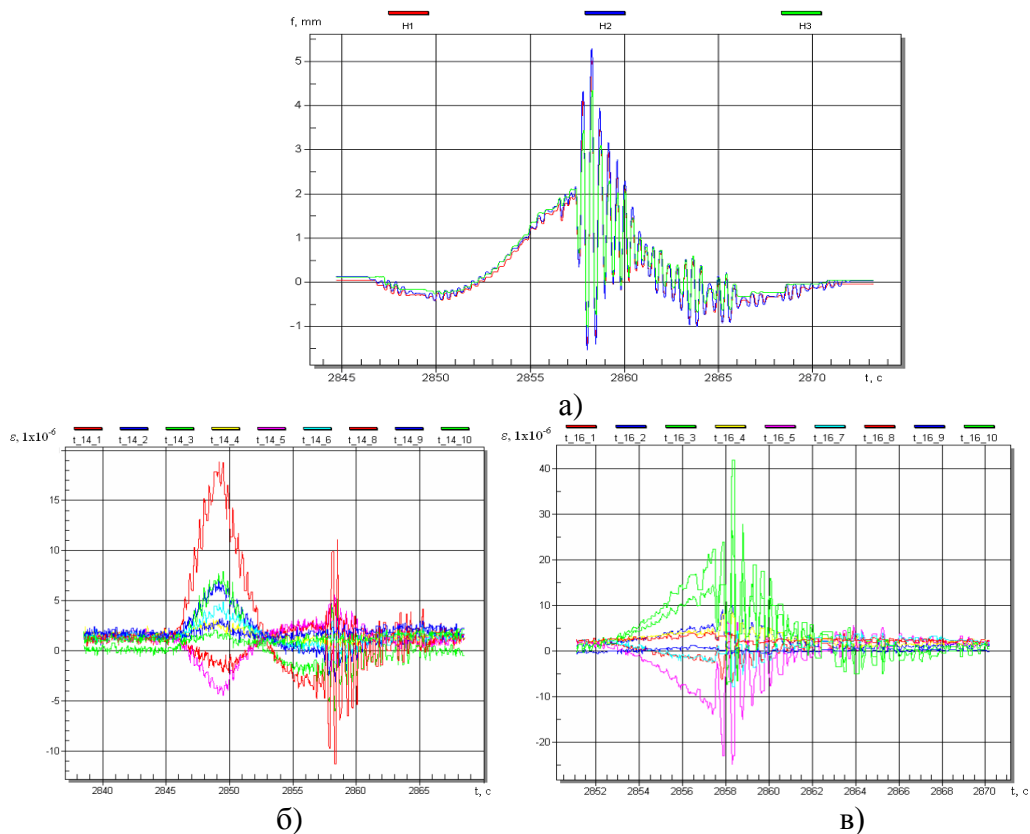 f, mm
H1 H2 H3
5
4
3
2
1
0
-1
2845 2850 2855 2860 2865 2870 t, c
а)
t_14_1 t_14_2 t_14_3 t_14_4 t_14_5 t_14_6 t_14_8 t_14_9 t_14_10
ε, 1x10⁻⁶
15
10
5
0
-5
-10
2840 2845 2850 2855 2860 2865 t, c
б)
t_16_1 t_16_2 t_16_3 t_16_4 t_16_5 t_16_7 t_16_8 t_16_9 t_16_10
ε, 1x10⁻⁶
40
30
20
10
0
-10
-20
2852 2854 2856 2858 2860 2862 2864 2866 2868 2870
t, c
в)